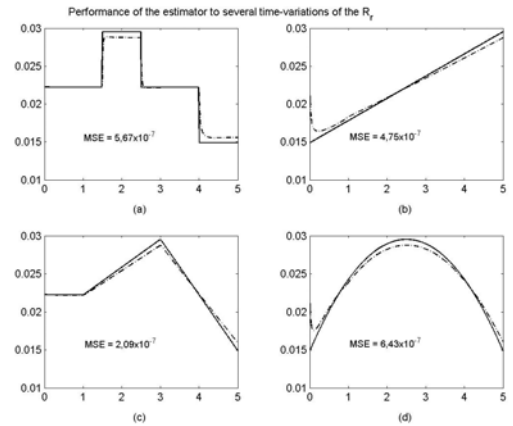 Performance of the estimator to several time-variations of the Rr
0.03
0.025
0.02
0.015
0.01
MSE = 5,67x10-7
0 1 2 3 4 5
(a)
0.03
0.025
0.02
0.015
0.01
MSE = 4,75x10-7
0 1 2 3 4 5
(b)
0.03
0.025
0.02
0.015
0.01
MSE = 2,09x10-7
0 1 2 3 4 5
(c)
0.03
0.025
0.02
0.015
0.01
MSE = 6,43x10-7
0 1 2 3 4 5
(d)